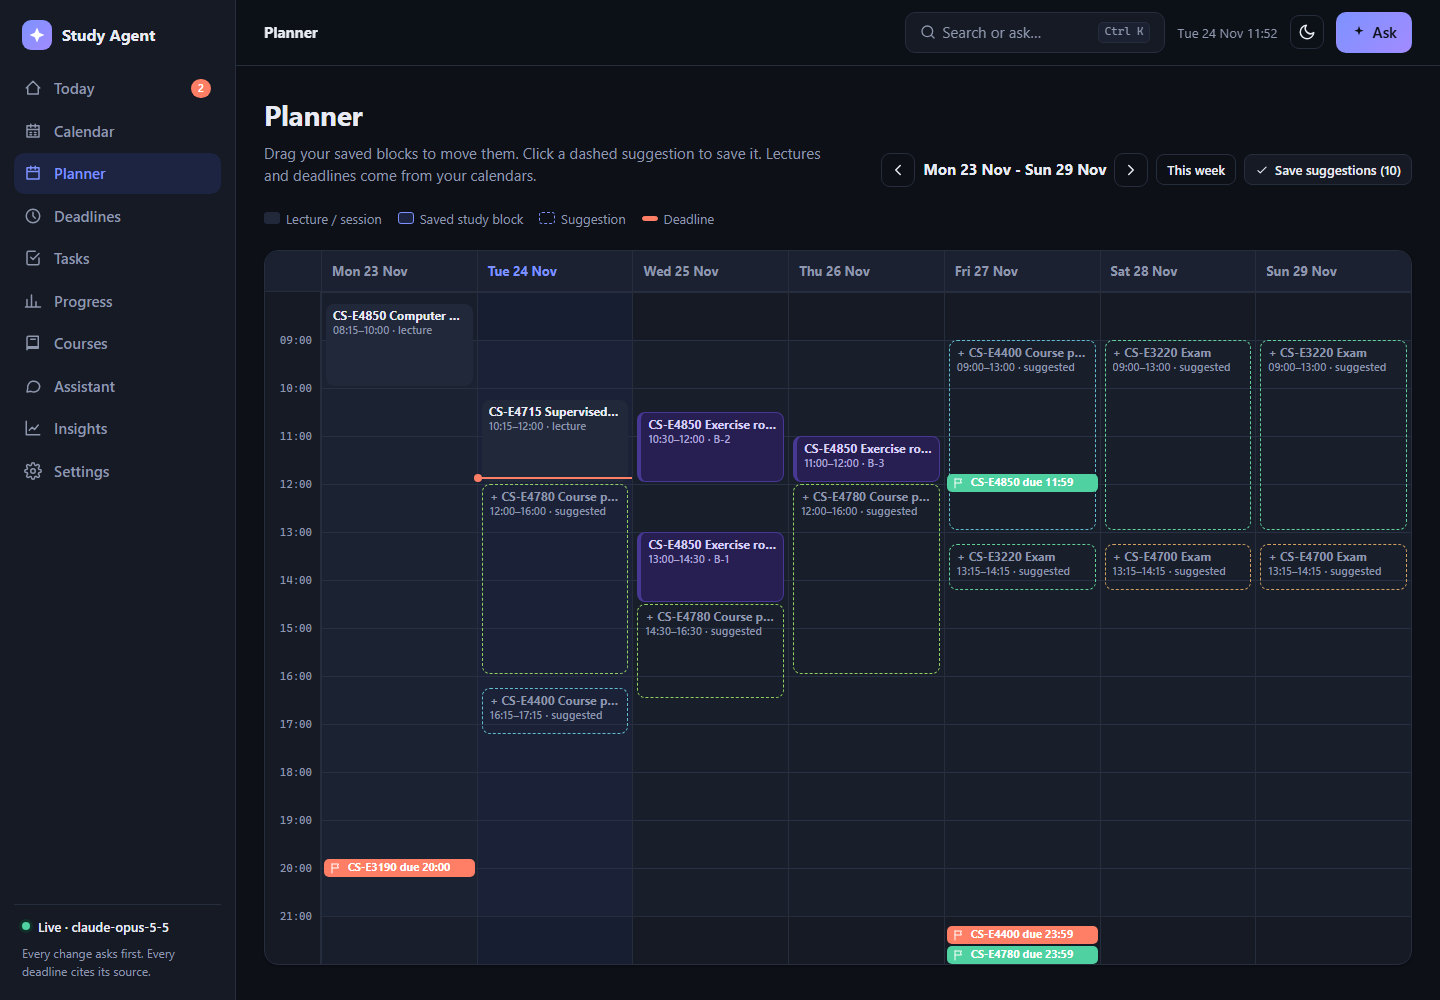 Study Agent
Today
2
Calendar
Planner
Deadlines
Tasks
Progress
Courses
Assistant
Insights
Settings
Live · claude-opus-5-5
Every change asks first. Every
deadline cites its source.
Planner
Search or ask...
Ctrl K
Tue 24 Nov 11:52
Ask
Planner
Drag your saved blocks to move them. Click a dashed suggestion to save it. Lectures
and deadlines come from your calendars.
Mon 23 Nov - Sun 29 Nov
This week
Save suggestions (10)
Lecture / session
Saved study block
Suggestion
Deadline
Mon 23 Nov
Tue 24 Nov
Wed 25 Nov
Thu 26 Nov
Fri 27 Nov
Sat 28 Nov
Sun 29 Nov
09:00
10:00
11:00
12:00
13:00
14:00
15:00
16:00
17:00
18:00
19:00
20:00
21:00
CS-E4850 Computer ...
08:15–10:00 · lecture
CS-E3190 due 20:00
CS-E4715 Supervised...
10:15–12:00 · lecture
+ CS-E4780 Course p...
12:00–16:00 · suggested
+ CS-E4400 Course p...
16:15–17:15 · suggested
CS-E4850 Exercise ro...
10:30–12:00 · B-2
CS-E4850 Exercise ro...
13:00–14:30 · B-1
+ CS-E4780 Course p...
14:30–16:30 · suggested
CS-E4850 Exercise ro...
11:00–12:00 · B-3
+ CS-E4780 Course p...
12:00–16:00 · suggested
+ CS-E4400 Course p...
09:00–13:00 · suggested
CS-E4850 due 11:59
+ CS-E3220 Exam
13:15–14:15 · suggested
CS-E4400 due 23:59
CS-E4780 due 23:59
+ CS-E3220 Exam
09:00–13:00 · suggested
+ CS-E4700 Exam
13:15–14:15 · suggested
+ CS-E3220 Exam
09:00–13:00 · suggested
+ CS-E4700 Exam
13:15–14:15 · suggested